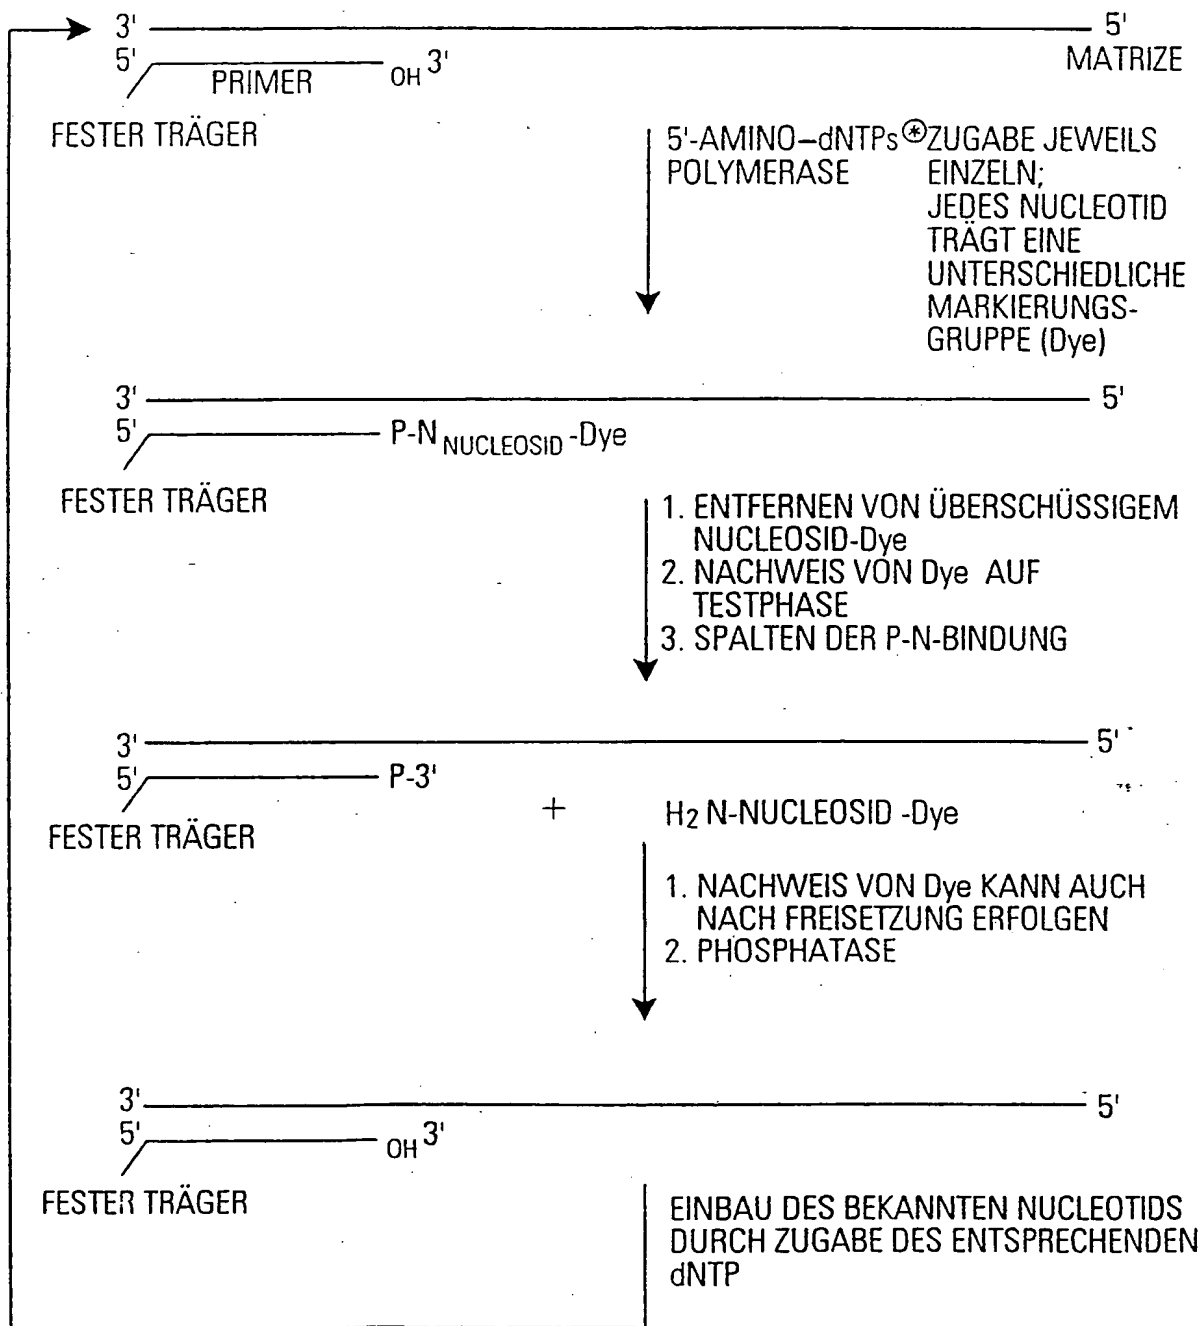 3' 5'
5' PRIMER OH 3' MATRIZE
FESTER TRÄGER
5'-AMINO–dNTPs ⊛ ZUGABE JEWEILS
POLYMERASE EINZELN;
JEDES NUCLEOTID
TRÄGT EINE
UNTERSCHIEDLICHE
MARKIERUNGS-
GRUPPE (Dye)
3' 5'
5' P-N NUCLEOSID -Dye
FESTER TRÄGER
1. ENTFERNEN VON ÜBERSCHÜSSIGEM
NUCLEOSID-Dye
2. NACHWEIS VON Dye AUF
TESTPHASE
3. SPALTEN DER P-N-BINDUNG
3' 5'
5' P-3'
FESTER TRÄGER + H2 N-NUCLEOSID -Dye
1. NACHWEIS VON Dye KANN AUCH
NACH FREISETZUNG ERFOLGEN
2. PHOSPHATASE
3' 5'
5' OH 3'
FESTER TRÄGER
EINBAU DES BEKANNTEN NUCLEOTIDS
DURCH ZUGABE DES ENTSPRECHENDEN
dNTP